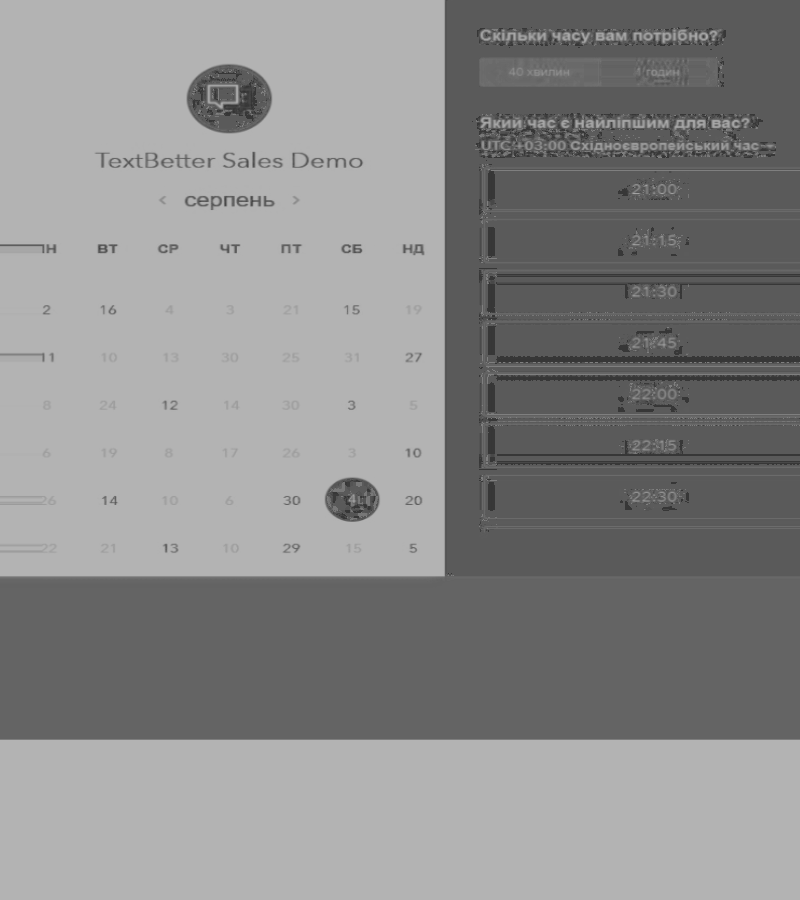 TextBetter Sales Demo
‹ серпень ›
ПН ВТ СР ЧТ ПТ СБ НД
2 16 4 3 21 15 19
11 10 13 30 25 31 27
8 24 12 14 30 3 5
6 19 8 17 26 3 10
26 14 10 6 30 4 20
22 21 13 10 29 15 5
Скільки часу вам потрібно?
40 хвилин 1 годин
Який час є найліпшим для вас?
UTC +03:00 Східноєвропейський час
21:00
21:15
21:30
21:45
22:00
22:15
22:30